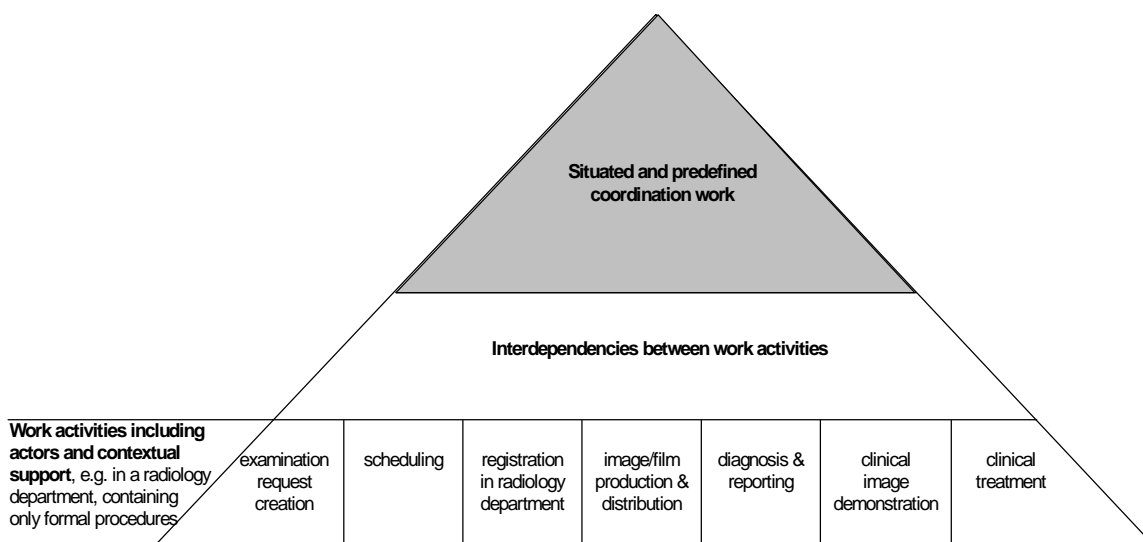 Situated and predefined
coordination work
Interdependencies between work activities
Work activities including
actors and contextual
support, e.g. in a radiology
department, containing
only formal procedures
examination
request
creation
scheduling
registration
in radiology
department
image/film
production &
distribution
diagnosis &
reporting
clinical
image
demonstration
clinical
treatment